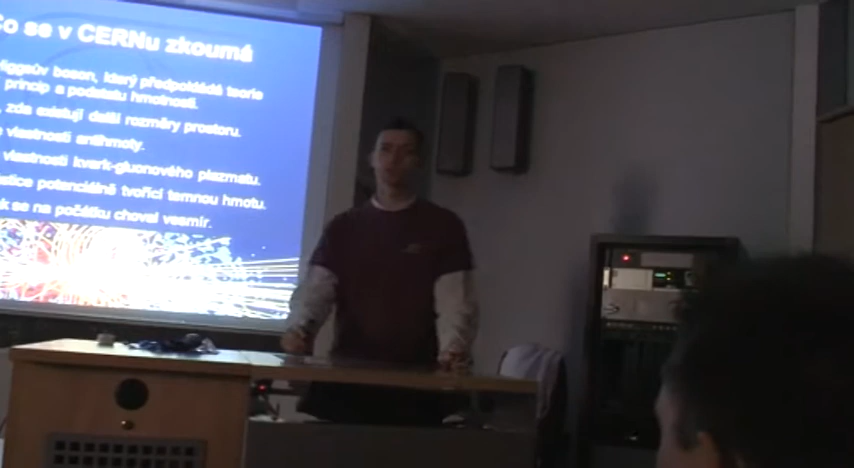 Co se v CERNu zkoumá
Higgsův boson, který předpokládá teorie
princip a podstatu hmotnosti.
, zda existují další rozměry prostoru.
vlastnosti antihmoty.
vlastnosti kvark-gluonového plazmatu.
částice potenciálně tvořící temnou hmotu.
k se na počátku choval vesmír.